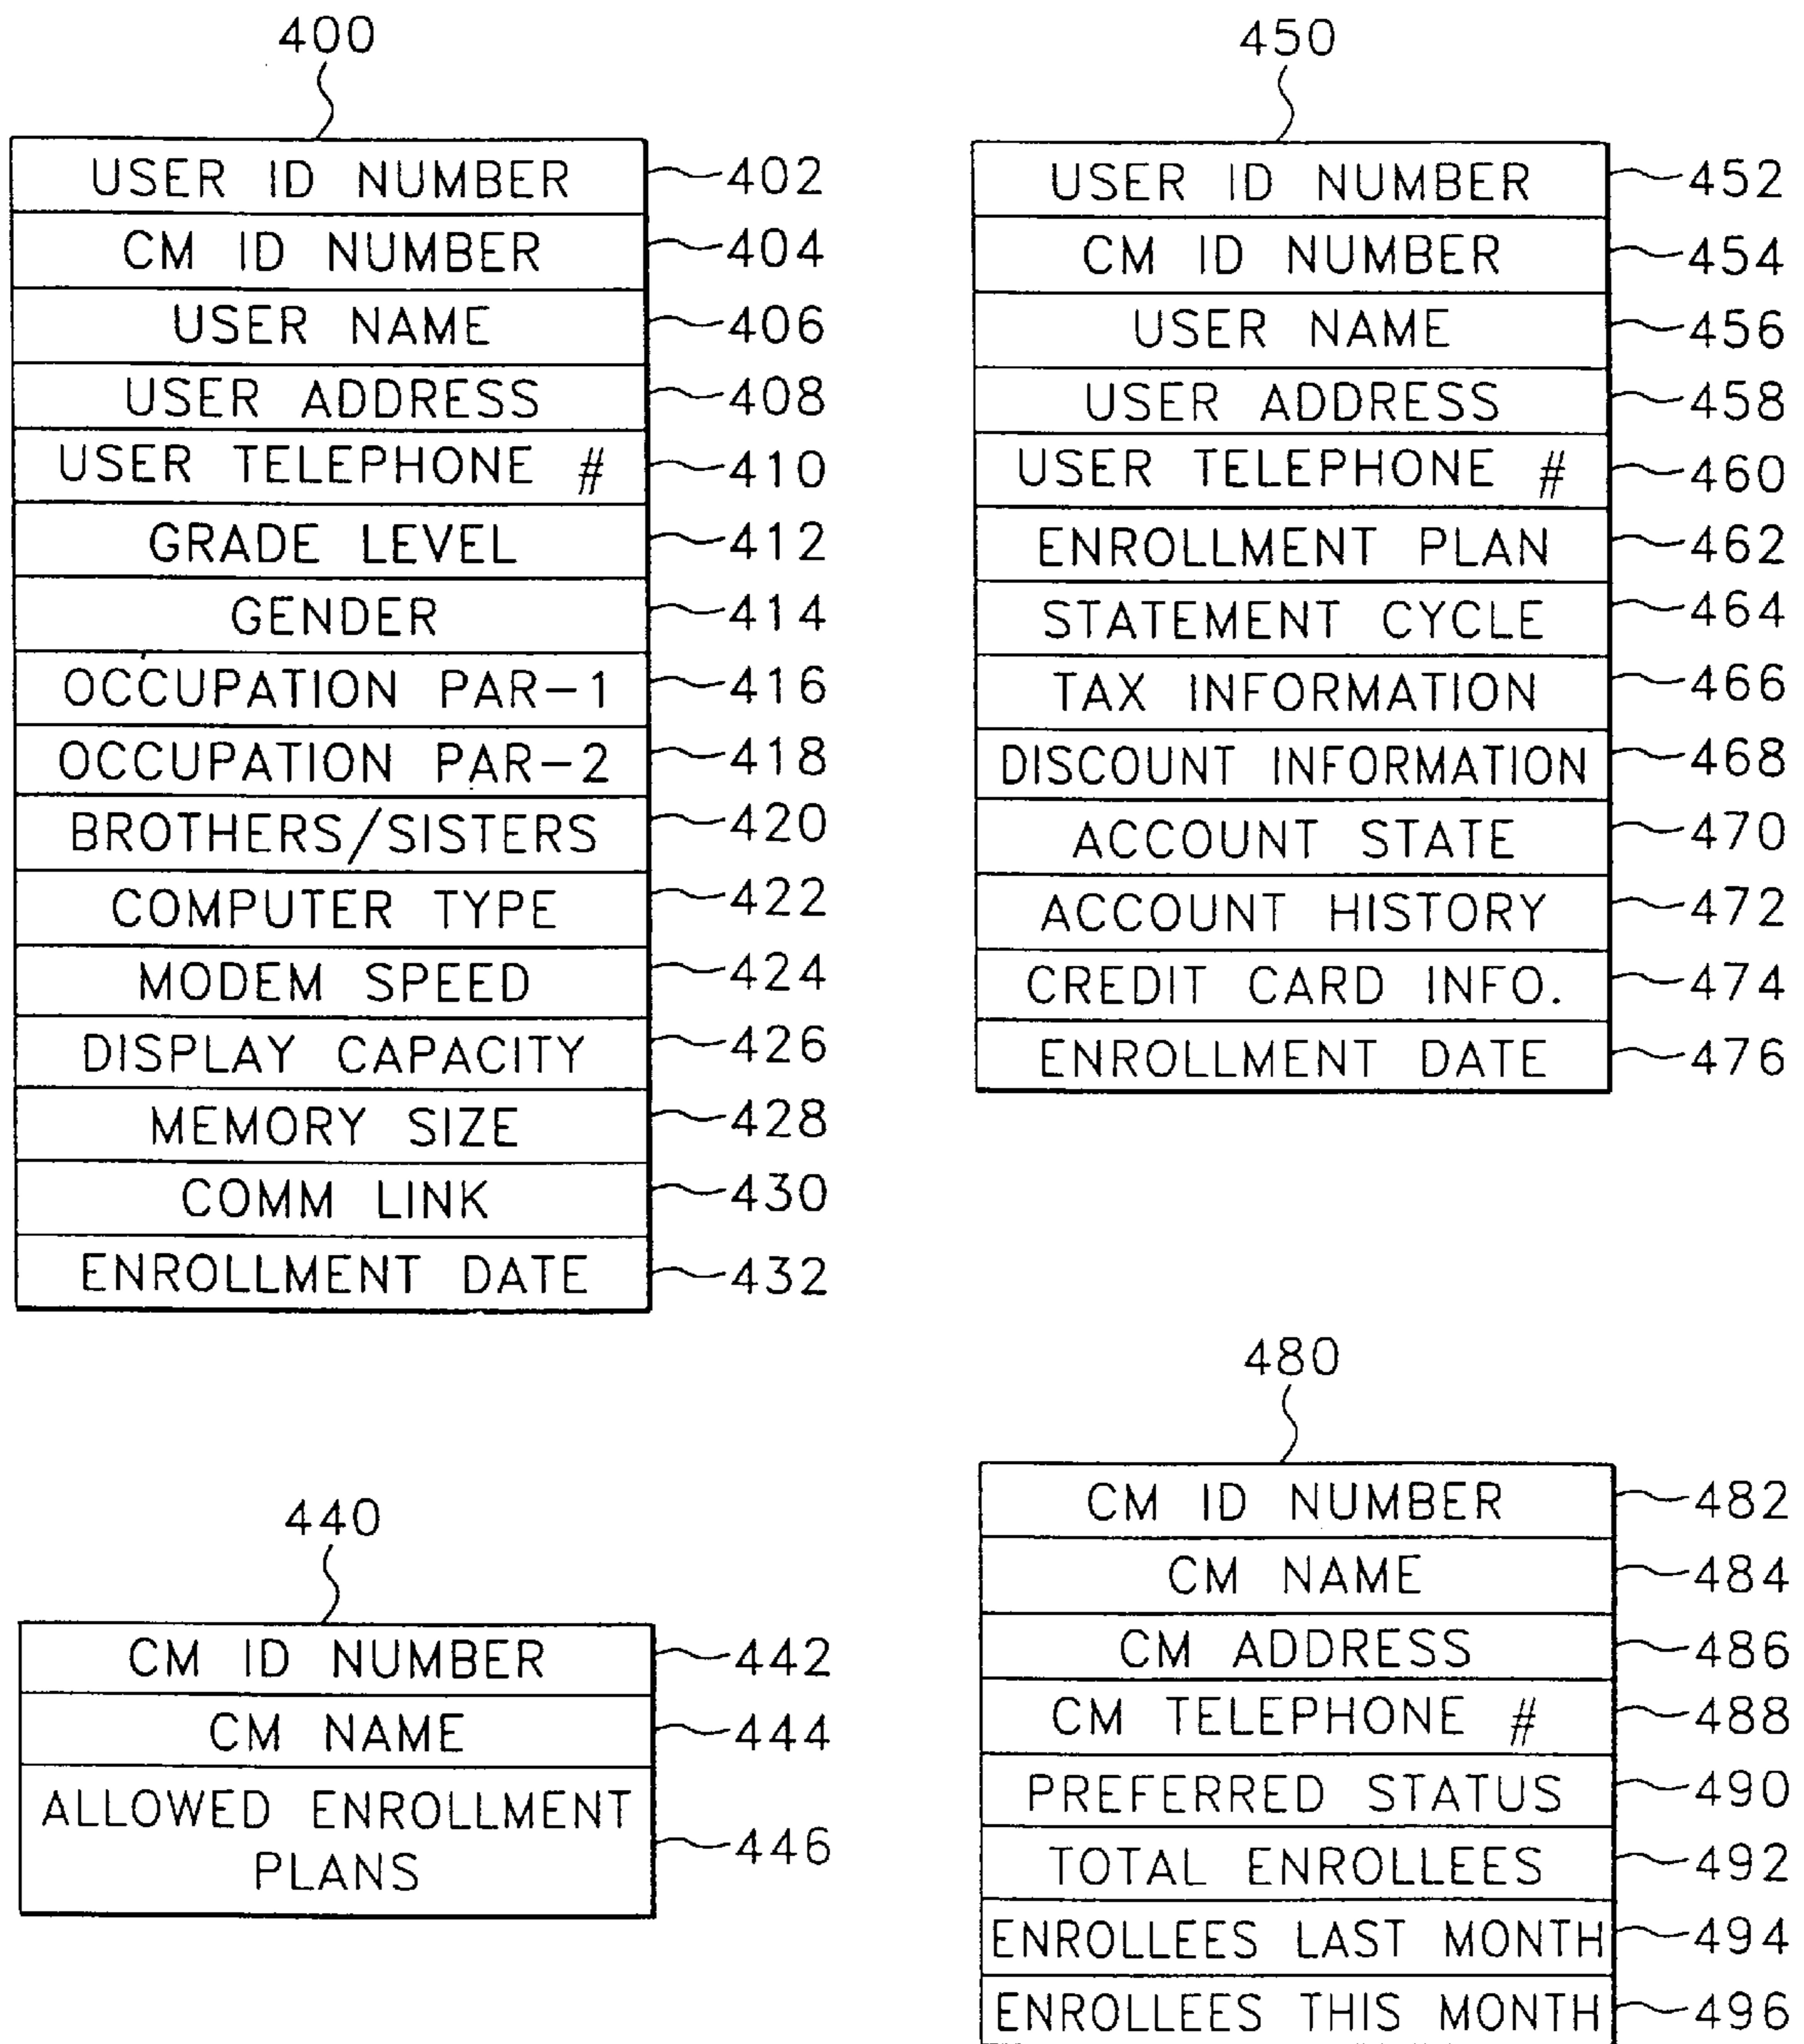 400
USER ID NUMBER 402
CM ID NUMBER 404
USER NAME 406
USER ADDRESS 408
USER TELEPHONE # 410
GRADE LEVEL 412
GENDER 414
OCCUPATION PAR-1 416
OCCUPATION PAR-2 418
BROTHERS/SISTERS 420
COMPUTER TYPE 422
MODEM SPEED 424
DISPLAY CAPACITY 426
MEMORY SIZE 428
COMM LINK 430
ENROLLMENT DATE 432
450
USER ID NUMBER 452
CM ID NUMBER 454
USER NAME 456
USER ADDRESS 458
USER TELEPHONE # 460
ENROLLMENT PLAN 462
STATEMENT CYCLE 464
TAX INFORMATION 466
DISCOUNT INFORMATION 468
ACCOUNT STATE 470
ACCOUNT HISTORY 472
CREDIT CARD INFO. 474
ENROLLMENT DATE 476
440
CM ID NUMBER 442
CM NAME 444
ALLOWED ENROLLMENT
PLANS 446
480
CM ID NUMBER 482
CM NAME 484
CM ADDRESS 486
CM TELEPHONE # 488
PREFERRED STATUS 490
TOTAL ENROLLEES 492
ENROLLEES LAST MONTH 494
ENROLLEES THIS MONTH 496